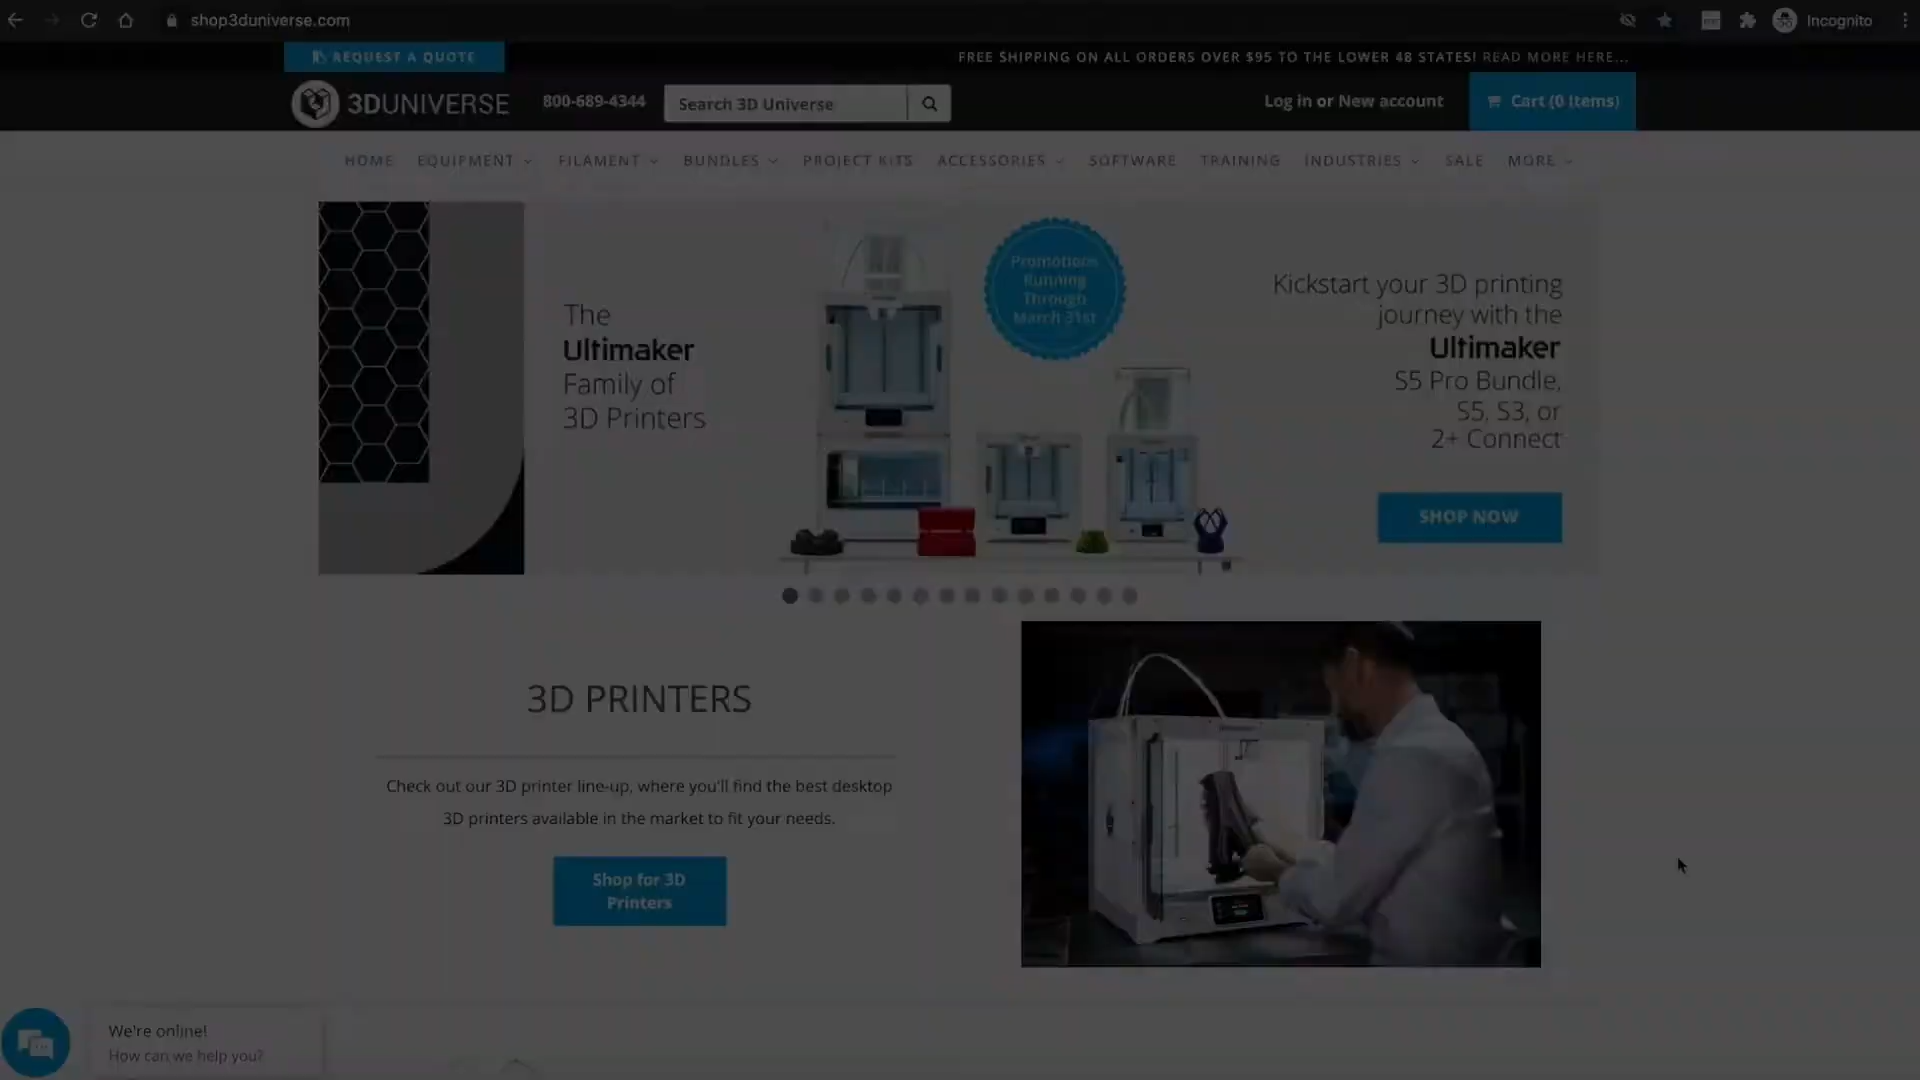 shop3duniverse.com
Incognito
REQUEST A QUOTE
FREE SHIPPING ON ALL ORDERS OVER $95 TO THE LOWER 48 STATES! READ MORE HERE...
3DUNIVERSE
800-689-4344
Search 3D Universe
Log in or New account
Cart (0 Items)
HOME EQUIPMENT FILAMENT BUNDLES PROJECT KITS ACCESSORIES SOFTWARE TRAINING INDUSTRIES SALE MORE
The
Ultimaker
Family of
3D Printers
Promotions
Running
Through
March 31st
Kickstart your 3D printing
journey with the
Ultimaker
S5 Pro Bundle,
S5, S3, or
2+ Connect
SHOP NOW
3D PRINTERS
Check out our 3D printer line-up, where you'll find the best desktop
3D printers available in the market to fit your needs.
Shop for 3D
Printers
We're online!
How can we help you?